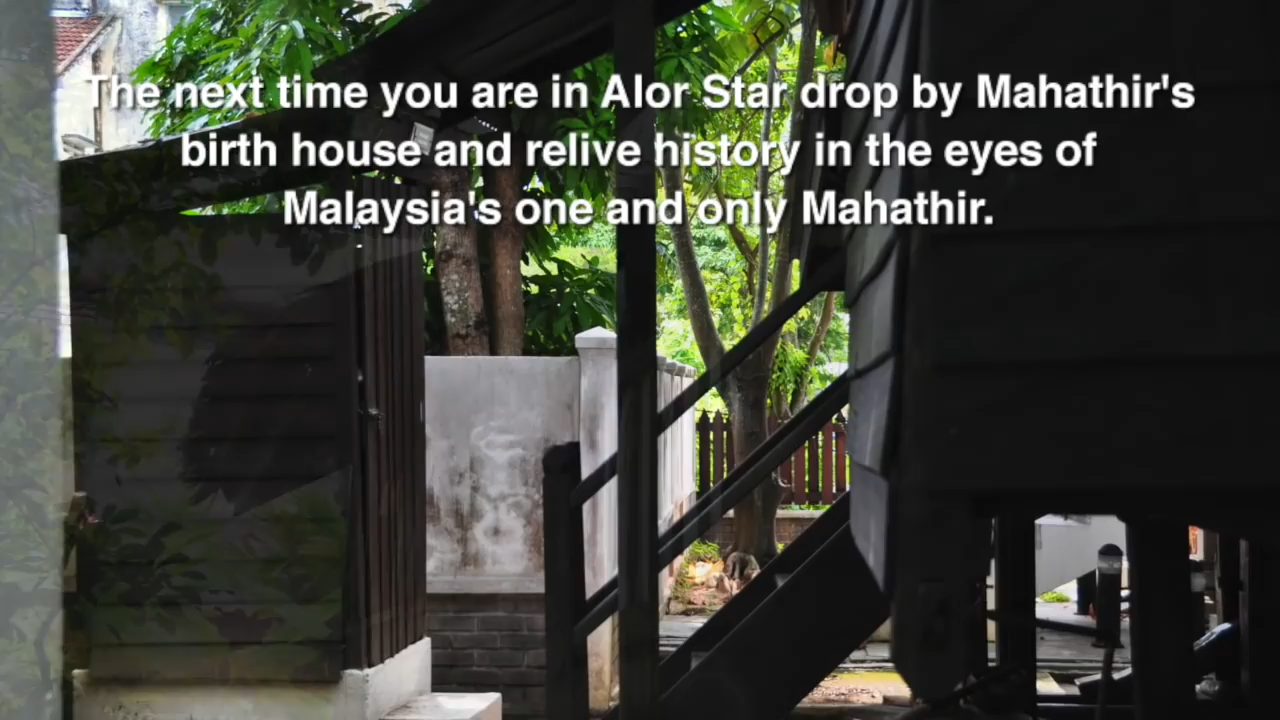 The next time you are in Alor Star drop by Mahathir's
birth house and relive history in the eyes of
Malaysia's one and only Mahathir.